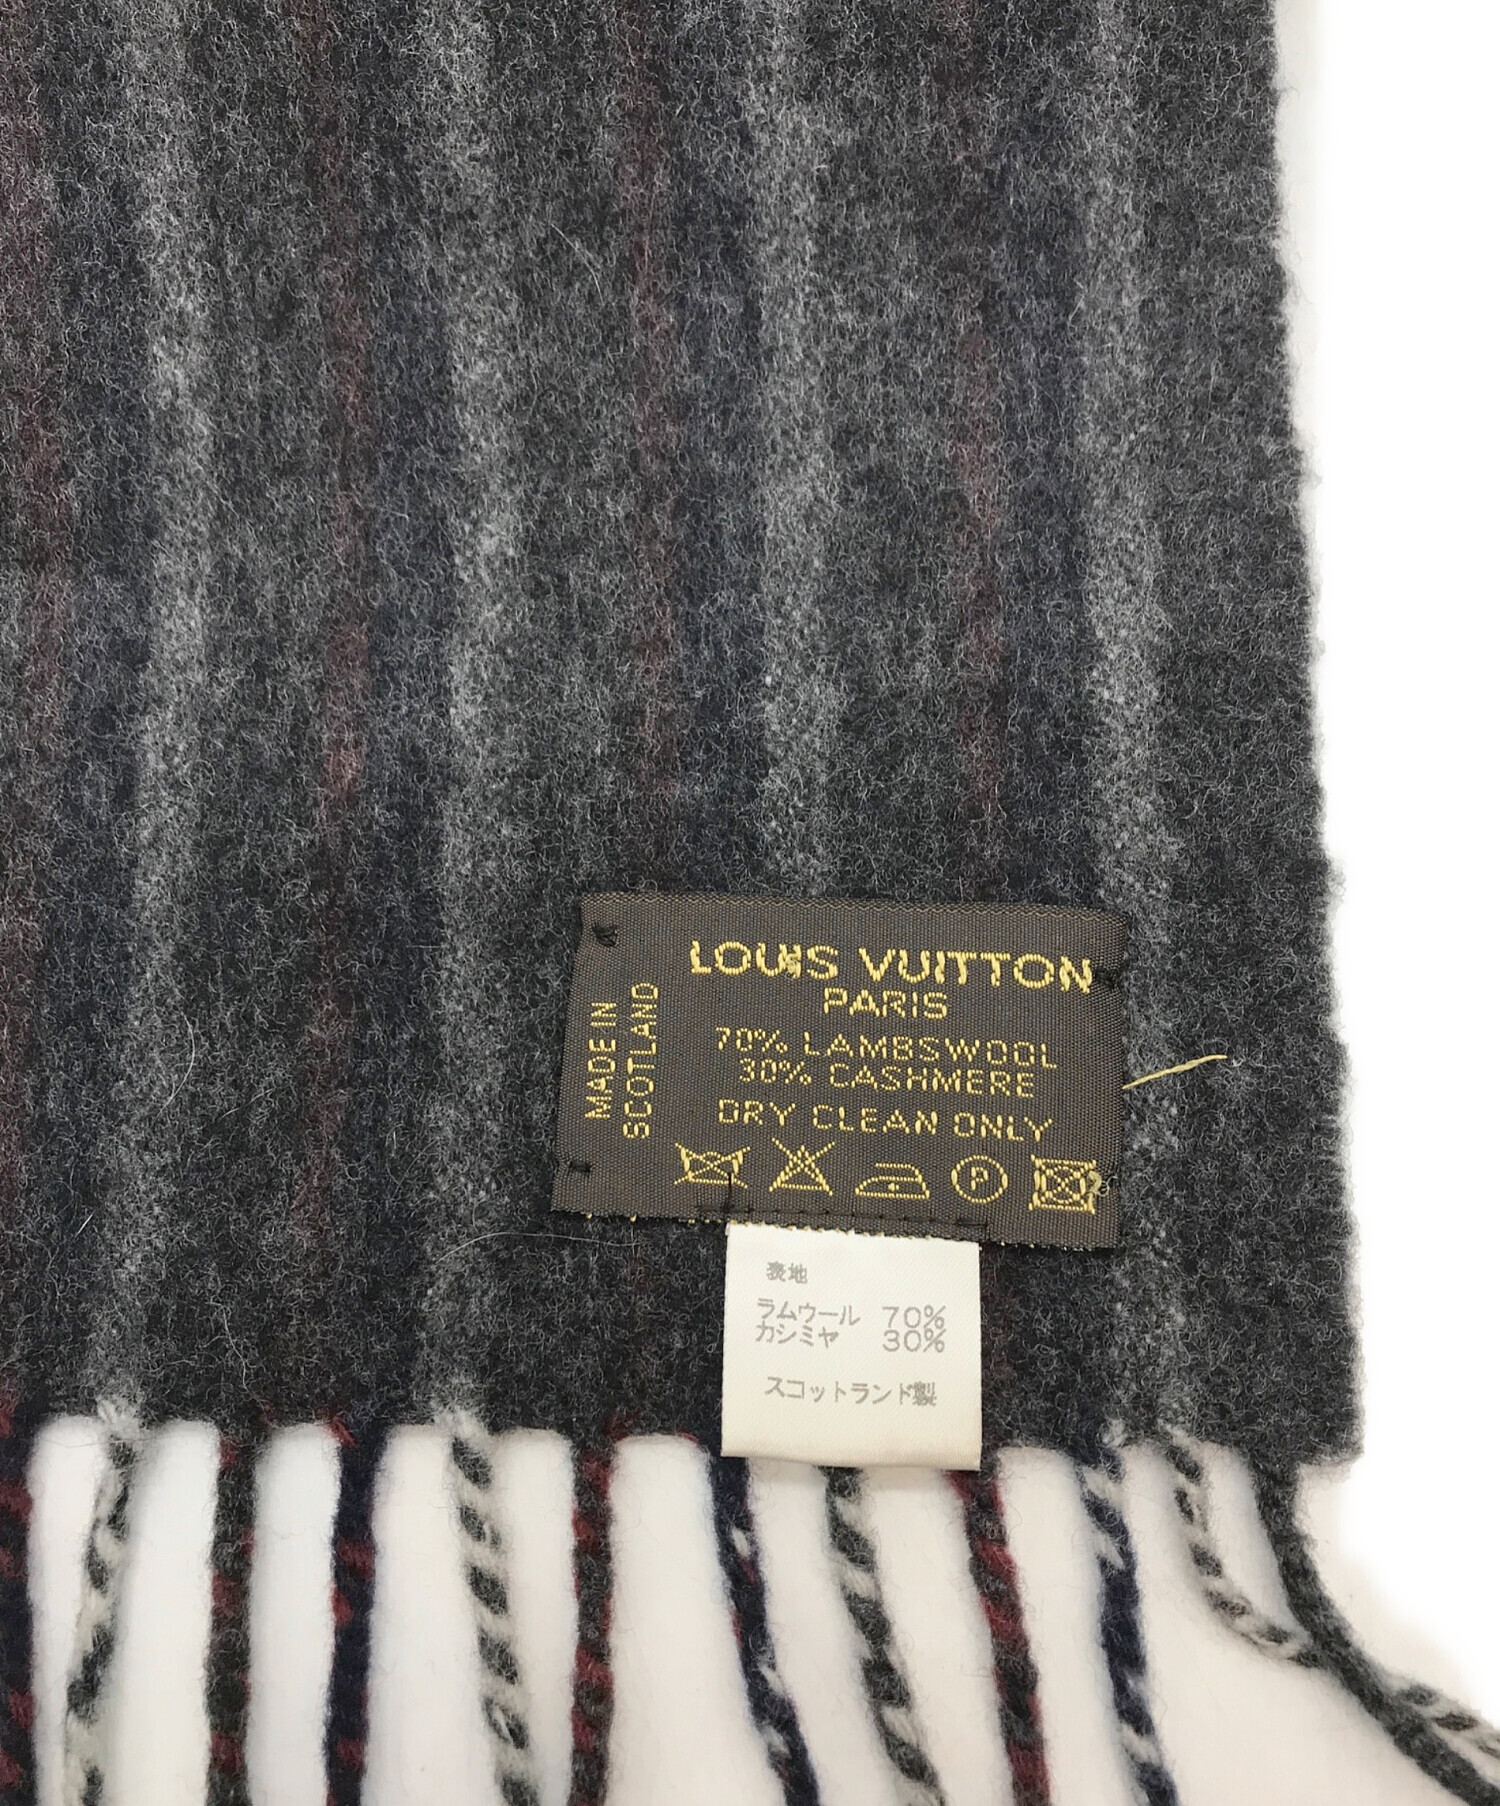 LOUIS VUITTON
PARIS
70% LAMBSWOOL
30% CASHMERE
DRY CLEAN ONLY
MADE IN
SCOTLAND
P
表地
ラムウール 70%
カシミヤ 30%
スコットランド製